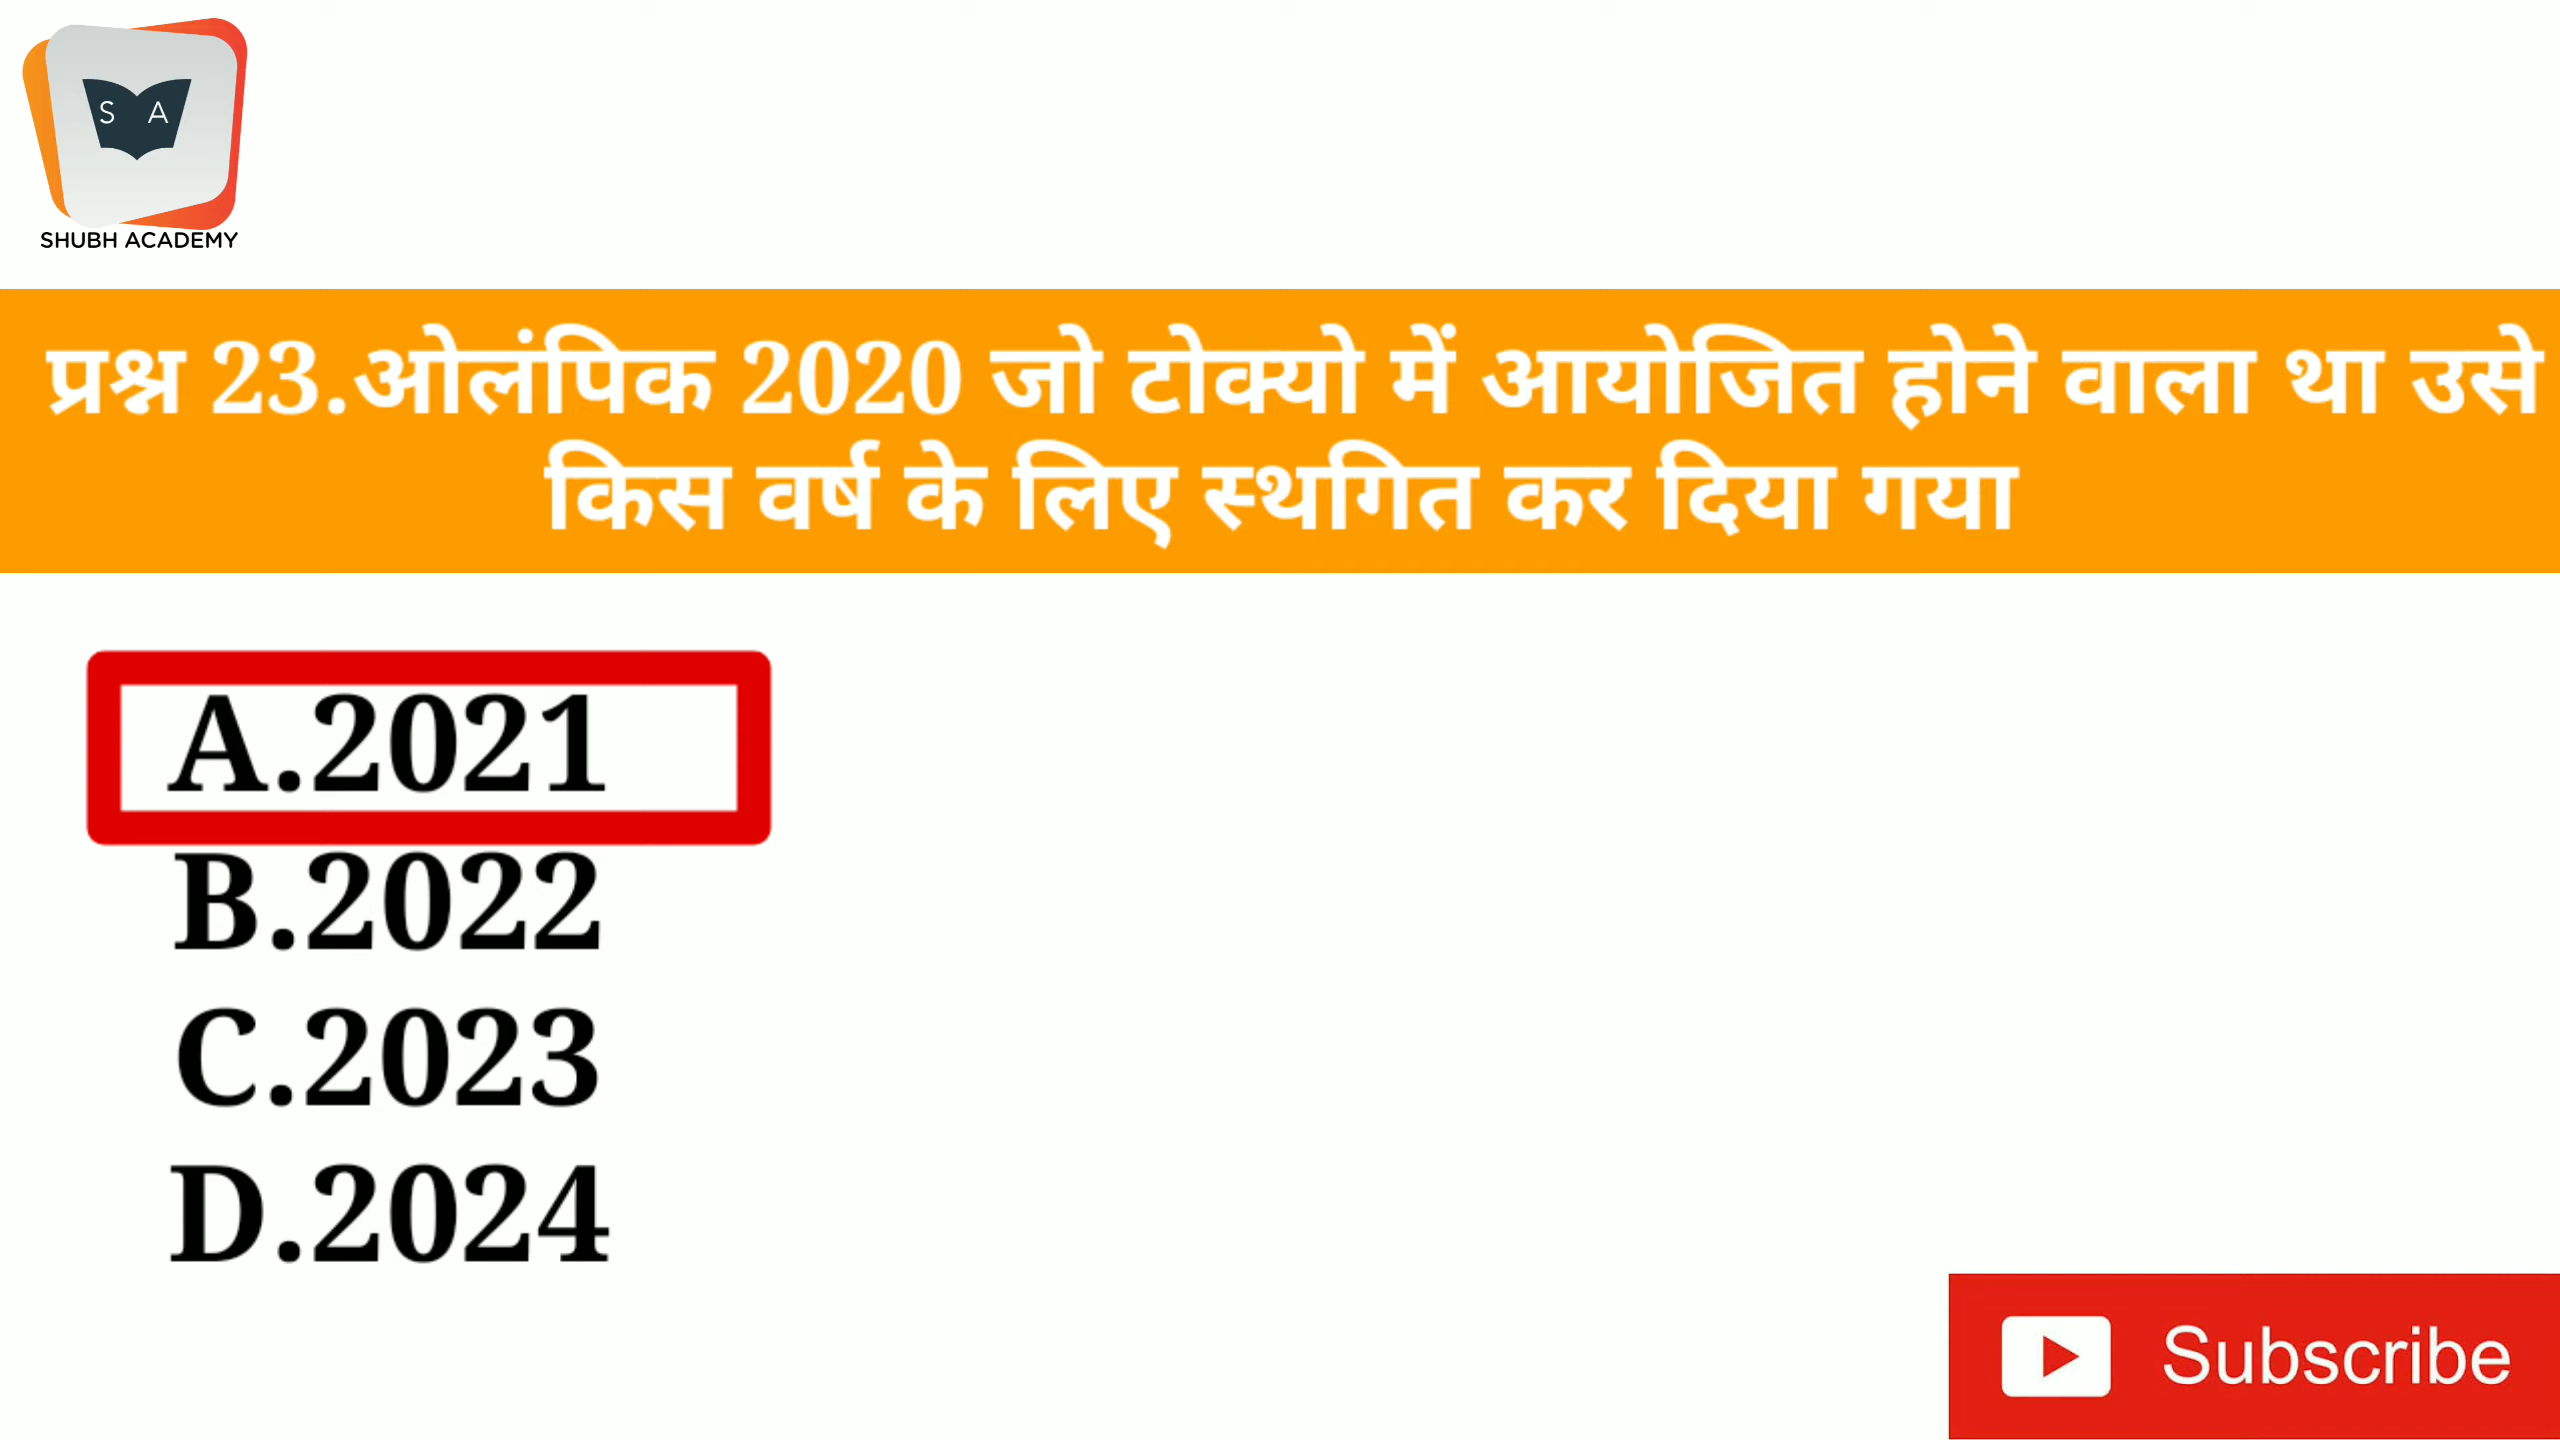 S A
SHUBH ACADEMY
प्रश्न 23.ओलंपिक 2020 जो टोक्यो में आयोजित होने वाला था उसे
किस वर्ष के लिए स्थगित कर दिया गया
A.2021
B.2022
C.2023
D.2024
Subscribe